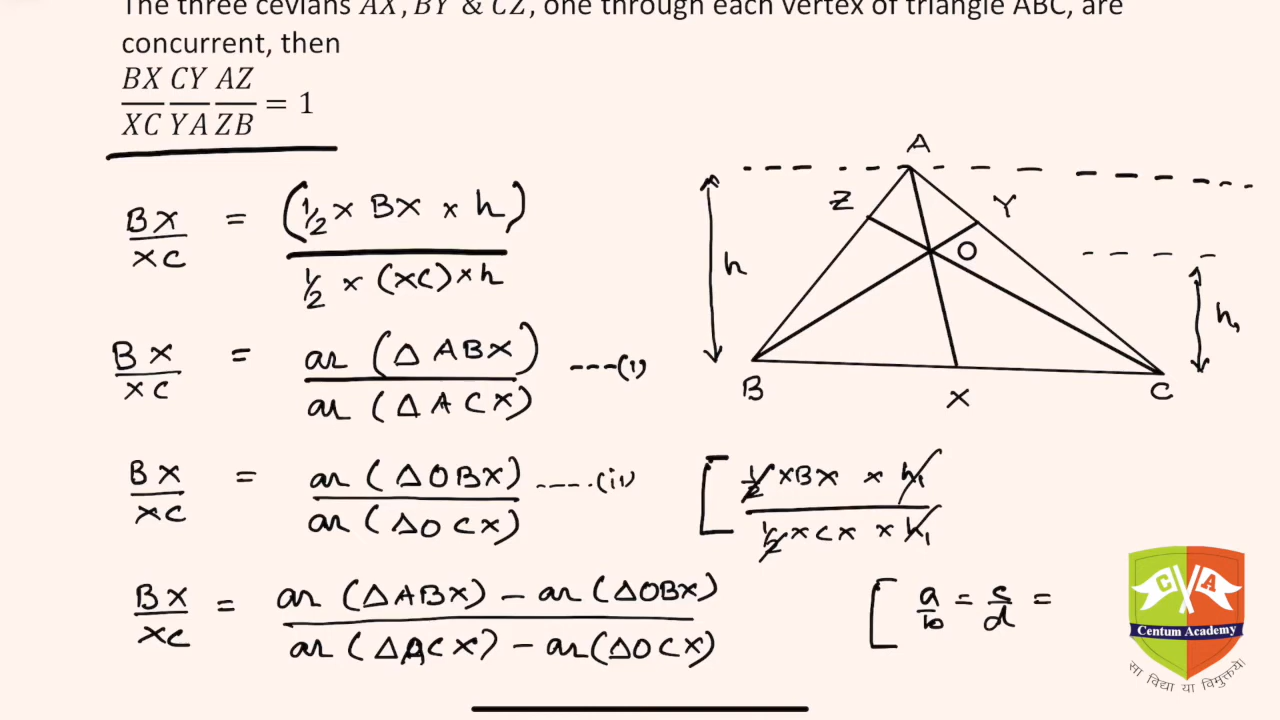 The three cevians AX, BY & CZ, one through each vertex of triangle ABC, are
concurrent, then
BX/XC CY/YA AZ/ZB = 1
BX/XC = (1/2 × BX × h) / 1/2 × (XC) × h
BX/XC = ar (Δ ABX) / ar (Δ ACX) ---(i)
BX/XC = ar (Δ OBX) / ar (Δ OCX) ----(ii)
[ 1/2 × BX × h₁ / 1/2 × CX × h₁
BX/XC = ar (Δ ABX) – ar (Δ OBX) / ar (Δ ACX) – ar (Δ OCX)
[ a/b = c/d =
A
Z
Y
O
h
h₁
B
X
C
C A
Centum Academy
सा विद्या या विमुक्तये।